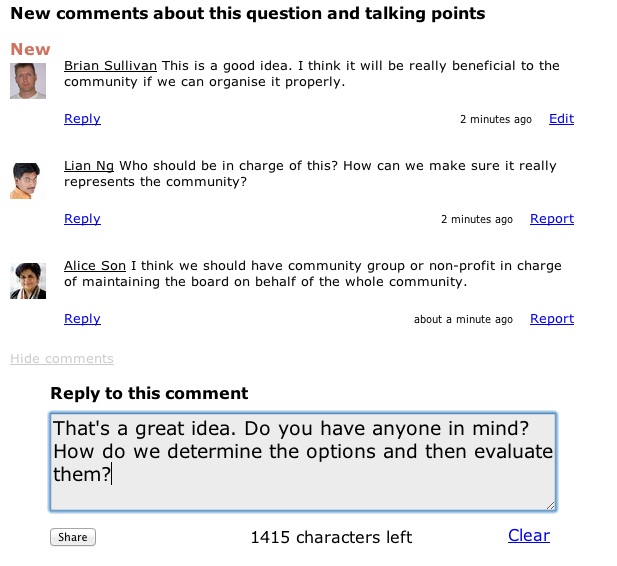 New comments about this question and talking points
New
Brian Sullivan This is a good idea. I think it will be really beneficial to the
community if we can organise it properly.
Reply 2 minutes ago Edit
Lian Ng Who should be in charge of this? How can we make sure it really
represents the community?
Reply 2 minutes ago Report
Alice Son I think we should have community group or non-profit in charge
of maintaining the board on behalf of the whole community.
Reply about a minute ago Report
Hide comments
Reply to this comment
That's a great idea. Do you have anyone in mind?
How do we determine the options and then evaluate
them?
Share 1415 characters left Clear